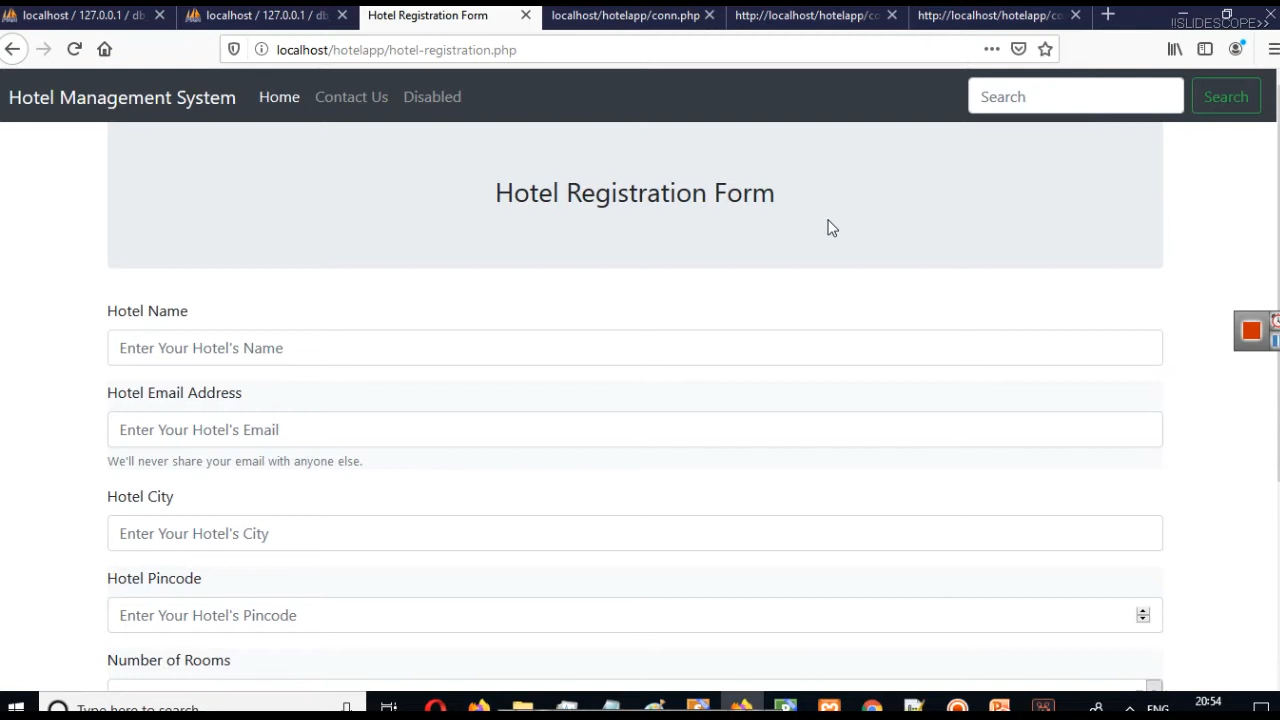 localhost / 127.0.0.1 / db
localhost / 127.0.0.1 / db
Hotel Registration Form
localhost/hotelapp/conn.php
http://localhost/hotelapp/co
http://localhost/hotelapp/co
!!SLIDESCOPE>>
localhost/hotelapp/hotel-registration.php
Hotel Management System
Home
Contact Us
Disabled
Search
Search
Hotel Registration Form
Hotel Name
Enter Your Hotel's Name
Hotel Email Address
Enter Your Hotel's Email
We'll never share your email with anyone else.
Hotel City
Enter Your Hotel's City
Hotel Pincode
Enter Your Hotel's Pincode
Number of Rooms
Type here to search
ENG
20:54